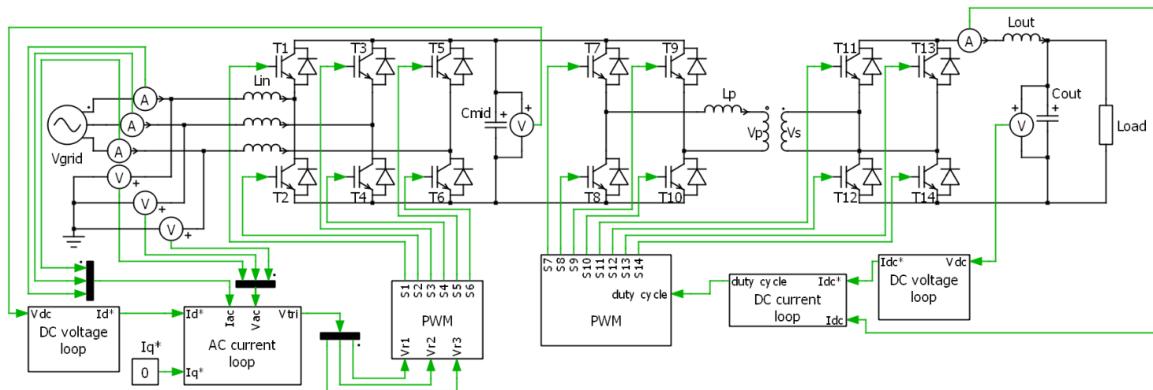 T1 T3 T5 T7 T9 T11 T13 A Lout
A Lin Cmid + V Lp + V Cout +
A Vp Vs Load
Vgrid A
V + T2 T4 T6 T8 T10 T12 T14
V +
V +
S1 S2 S3 S4 S5 S6
S7 S8 S9 S10 S11 S12 S13 S14
Vdc Id*
DC voltage
loop
Iq*
0
Id* Iac Vac Vtri
AC current
loop
Iq*
PWM
Vr1 Vr2 Vr3
duty cycle
PWM
duty cycle Idc*
DC current
loop
Idc
Idc* Vdc
DC voltage
loop